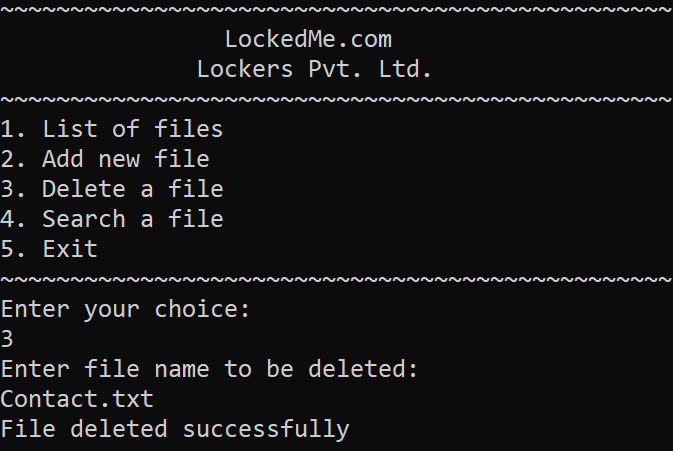 ~~~~~~~~~~~~~~~~~~~~~~~~~~~~~~~~~~~~~~~~~~~~~~~~
LockedMe.com
Lockers Pvt. Ltd.
~~~~~~~~~~~~~~~~~~~~~~~~~~~~~~~~~~~~~~~~~~~~~~~~
1. List of files
2. Add new file
3. Delete a file
4. Search a file
5. Exit
~~~~~~~~~~~~~~~~~~~~~~~~~~~~~~~~~~~~~~~~~~~~~~~~
Enter your choice:
3
Enter file name to be deleted:
Contact.txt
File deleted successfully